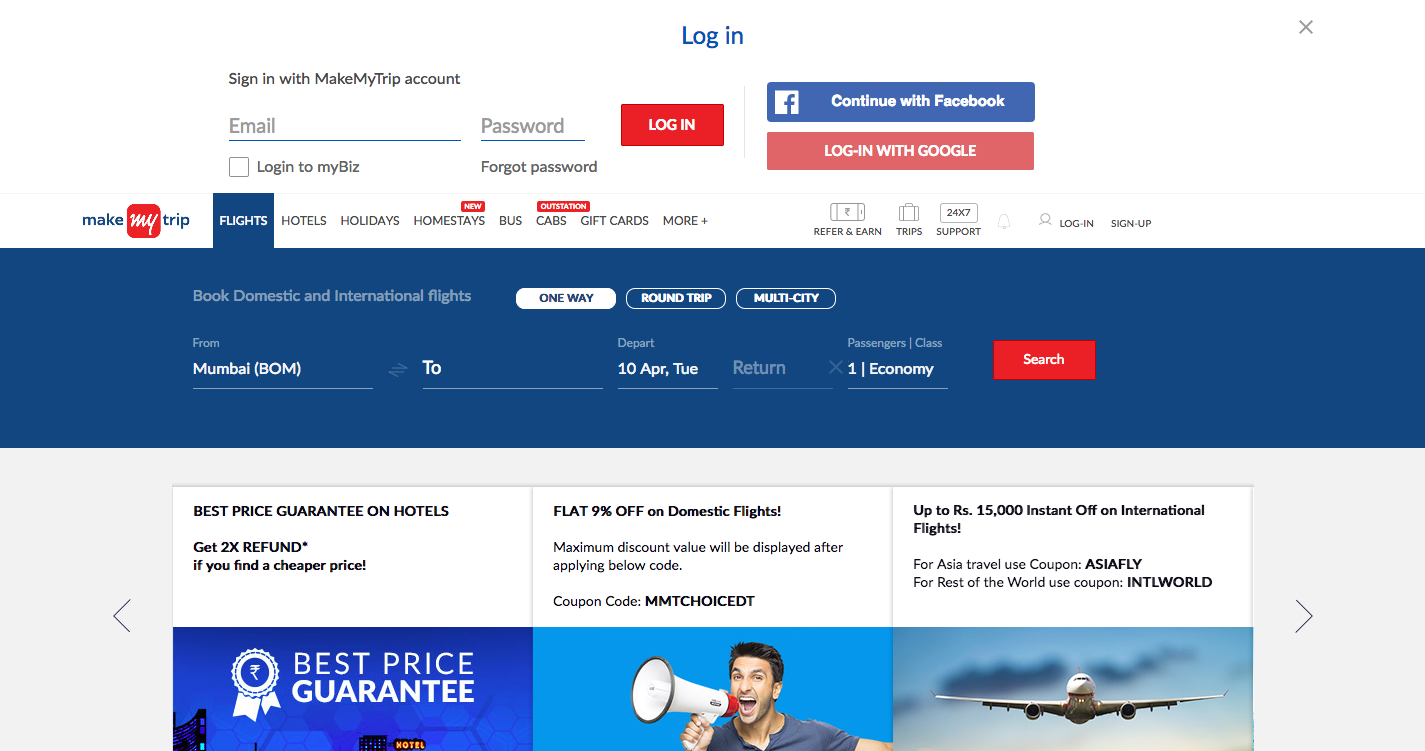 Log in
Sign in with MakeMyTrip account
Email
Password
LOG IN
Login to myBiz
Forgot password
Continue with Facebook
LOG-IN WITH GOOGLE
make my trip
FLIGHTS
HOTELS
HOLIDAYS
NEW
HOMESTAYS
BUS
OUTSTATION
CABS
GIFT CARDS
MORE +
₹
REFER & EARN
TRIPS
24X7
SUPPORT
LOG-IN
SIGN-UP
Book Domestic and International flights
ONE WAY
ROUND TRIP
MULTI-CITY
From
Mumbai (BOM)
To
Depart
10 Apr, Tue
Return
Passengers | Class
1 | Economy
Search
BEST PRICE GUARANTEE ON HOTELS
Get 2X REFUND*
if you find a cheaper price!
FLAT 9% OFF on Domestic Flights!
Maximum discount value will be displayed after
applying below code.
Coupon Code: MMTCHOICEDT
Up to Rs. 15,000 Instant Off on International
Flights!
For Asia travel use Coupon: ASIAFLY
For Rest of the World use coupon: INTLWORLD
₹
BEST PRICE
GUARANTEE
HOTEL